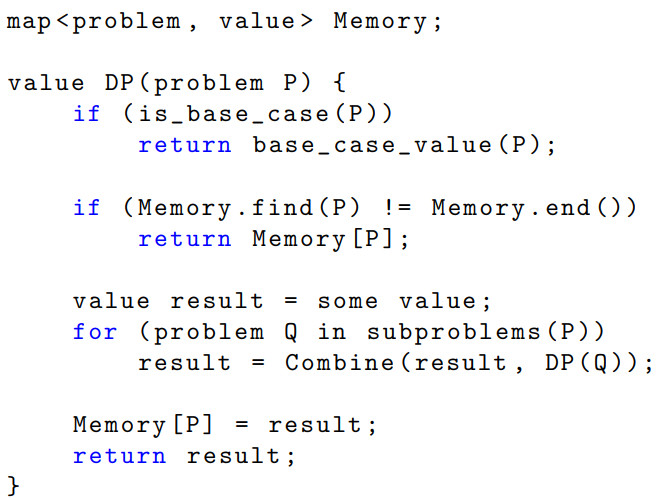 map<problem, value> Memory;

value DP(problem P) {
    if (is_base_case(P))
        return base_case_value(P);

    if (Memory.find(P) != Memory.end())
        return Memory[P];

    value result = some value;
    for (problem Q in subproblems(P))
        result = Combine(result, DP(Q));

    Memory[P] = result;
    return result;
}